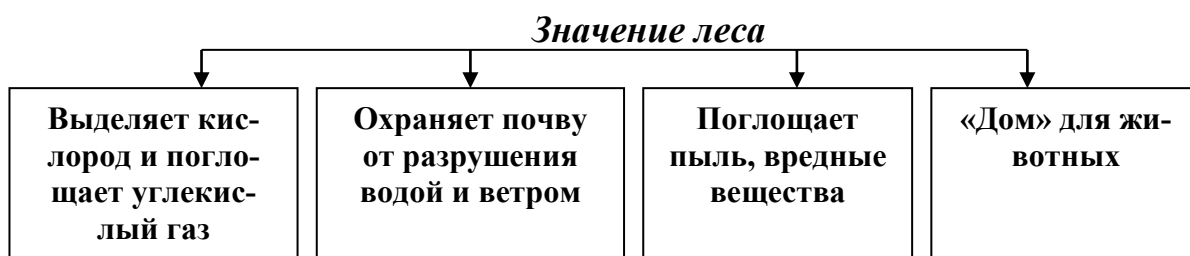 Значение леса
Выделяет кис-
лород и погло-
щает углекис-
лый газ
Охраняет почву
от разрушения
водой и ветром
Поглощает
пыль, вредные
вещества
«Дом» для жи-
вотных